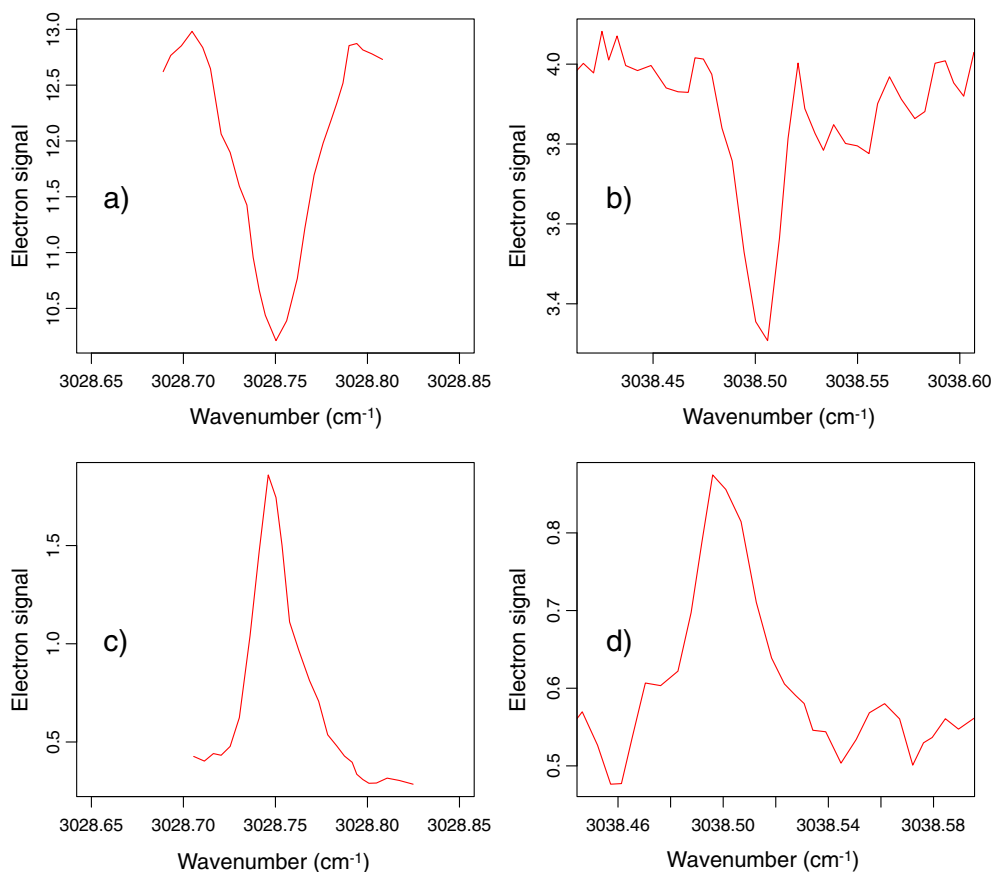 a)
Electron signal
13.0
12.5
12.0
11.5
11.0
10.5
3028.65 3028.70 3028.75 3028.80 3028.85
Wavenumber (cm-1)
b)
Electron signal
4.0
3.8
3.6
3.4
3038.45 3038.50 3038.55 3038.60
Wavenumber (cm-1)
c)
Electron signal
1.5
1.0
0.5
3028.65 3028.70 3028.75 3028.80 3028.85
Wavenumber (cm-1)
d)
Electron signal
0.8
0.7
0.6
0.5
3038.46 3038.50 3038.54 3038.58
Wavenumber (cm-1)